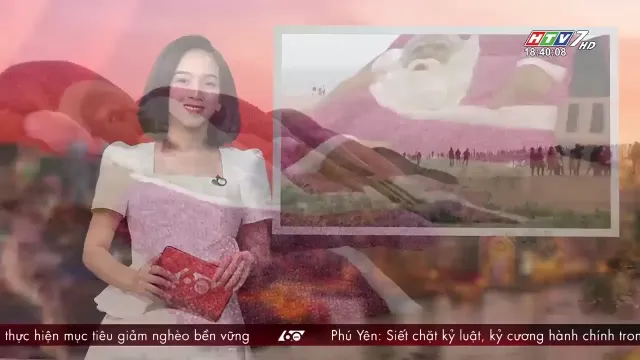 HTV7 HD
18:40:08
thực hiện mục tiêu giảm nghèo bền vững
Phú Yên: Siết chặt kỷ luật, kỷ cương hành chính tron